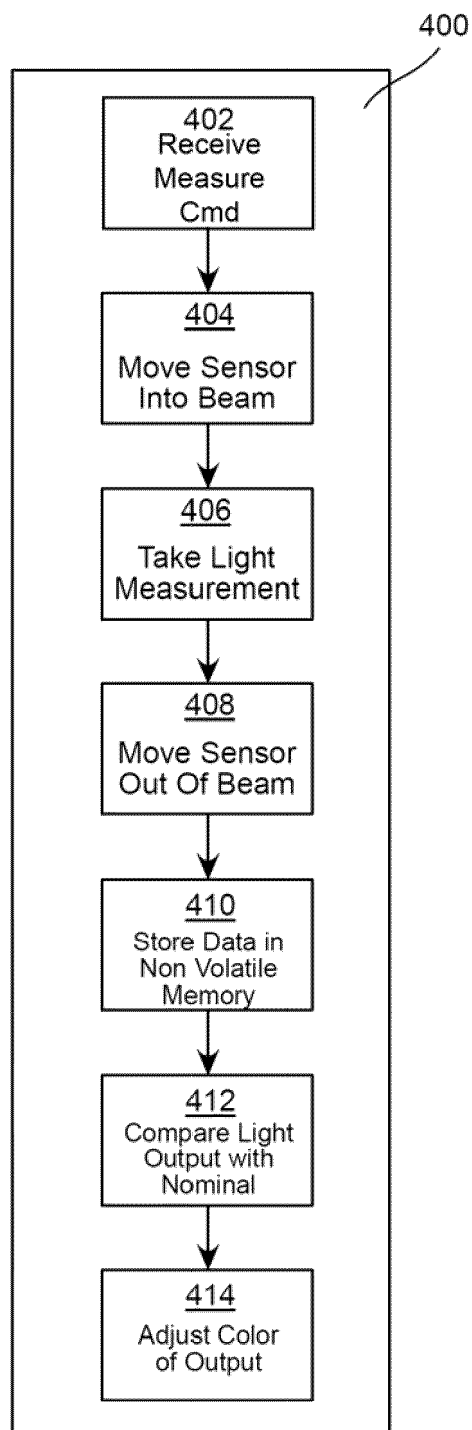 400
402
Receive
Measure
Cmd
404
Move Sensor
Into Beam
406
Take Light
Measurement
408
Move Sensor
Out Of Beam
410
Store Data in
Non Volatile
Memory
412
Compare Light
Output with
Nominal
414
Adjust Color
of Output